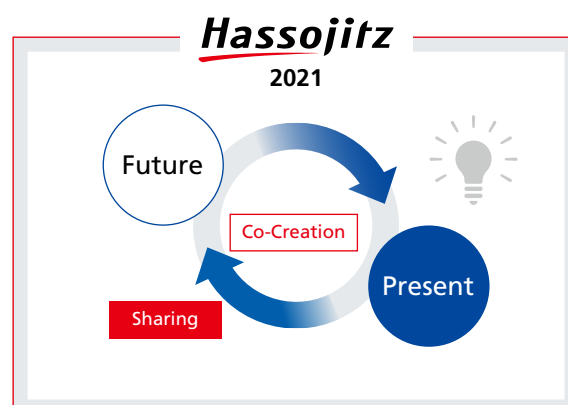 Hassojitz
2021
Future
Co-Creation
Present
Sharing